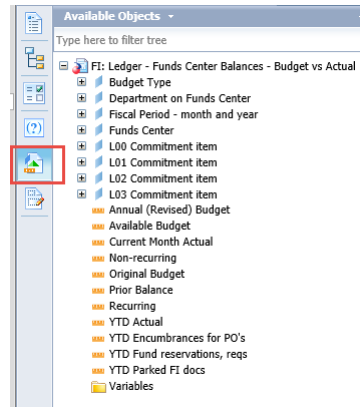 Available Objects
Type here to filter tree
FI: Ledger - Funds Center Balances - Budget vs Actual
Budget Type
Department on Funds Center
Fiscal Period - month and year
Funds Center
L00 Commitment item
L01 Commitment item
L02 Commitment item
L03 Commitment item
Annual (Revised) Budget
Available Budget
Current Month Actual
Non-recurring
Original Budget
Prior Balance
Recurring
YTD Actual
YTD Encumbrances for PO's
YTD Fund reservations, reqs
YTD Parked FI docs
Variables
(?)